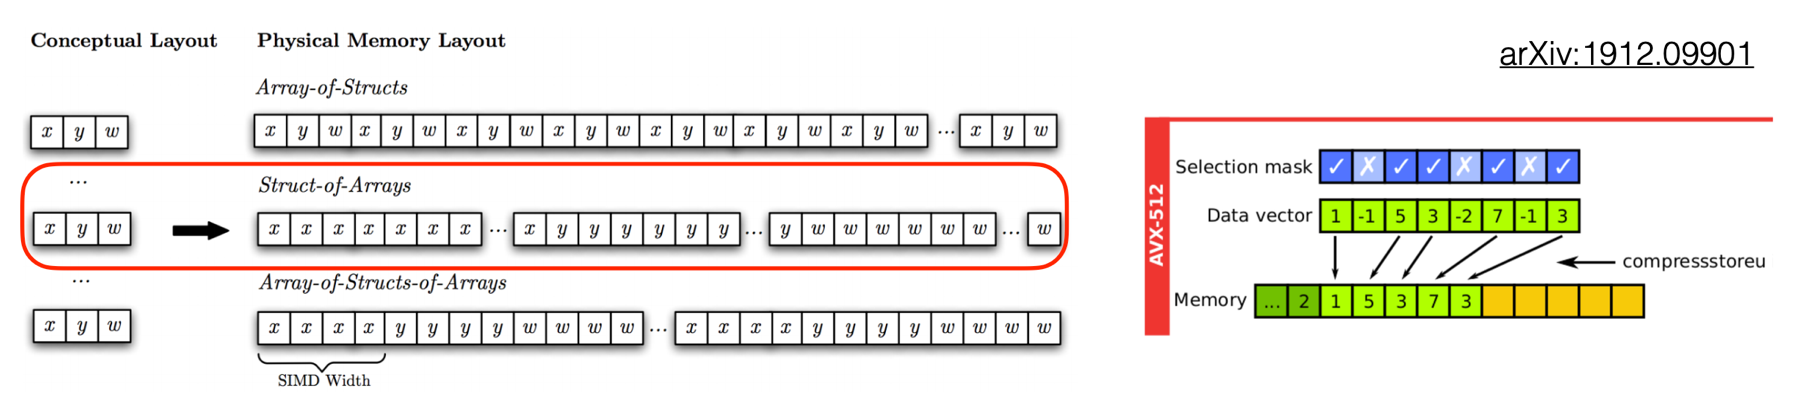 Conceptual Layout
Physical Memory Layout
Array-of-Structs
x y w
x y w x y w x y w x y w x y w x y w x y w ... x y w
...
Struct-of-Arrays
x y w
x x x x x x x ... x y y y y y y ... y w w w w w w ... w
...
Array-of-Structs-of-Arrays
x y w
x x x x y y y y w w w w ... x x x x y y y y w w w w
SIMD Width
arXiv:1912.09901
AVX-512
Selection mask ✓ ✗ ✓ ✓ ✗ ✓ ✗ ✓
Data vector 1 -1 5 3 -2 7 -1 3
compressstoreu
Memory ... 2 1 5 3 7 3